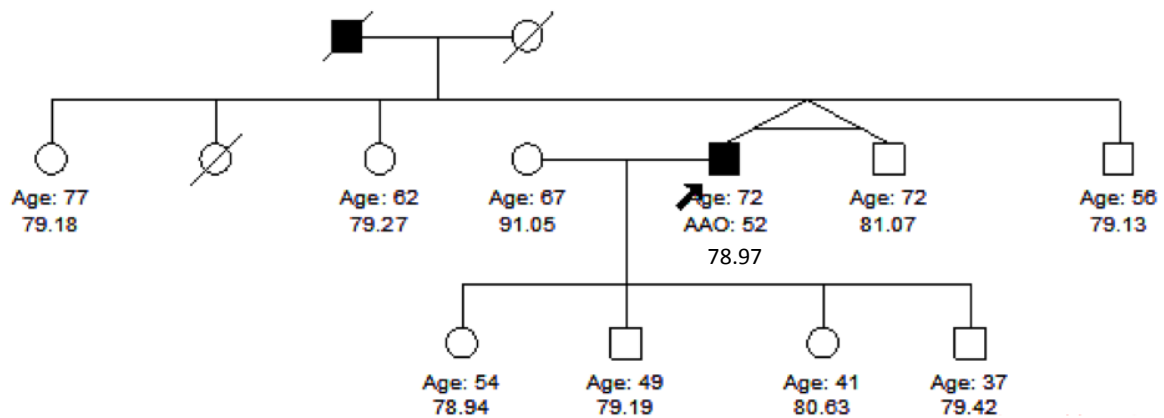 Age: 77
79.18
Age: 62
79.27
Age: 67
91.05
Age: 72
AAO: 52
78.97
Age: 72
81.07
Age: 56
79.13
Age: 54
78.94
Age: 49
79.19
Age: 41
80.63
Age: 37
79.42